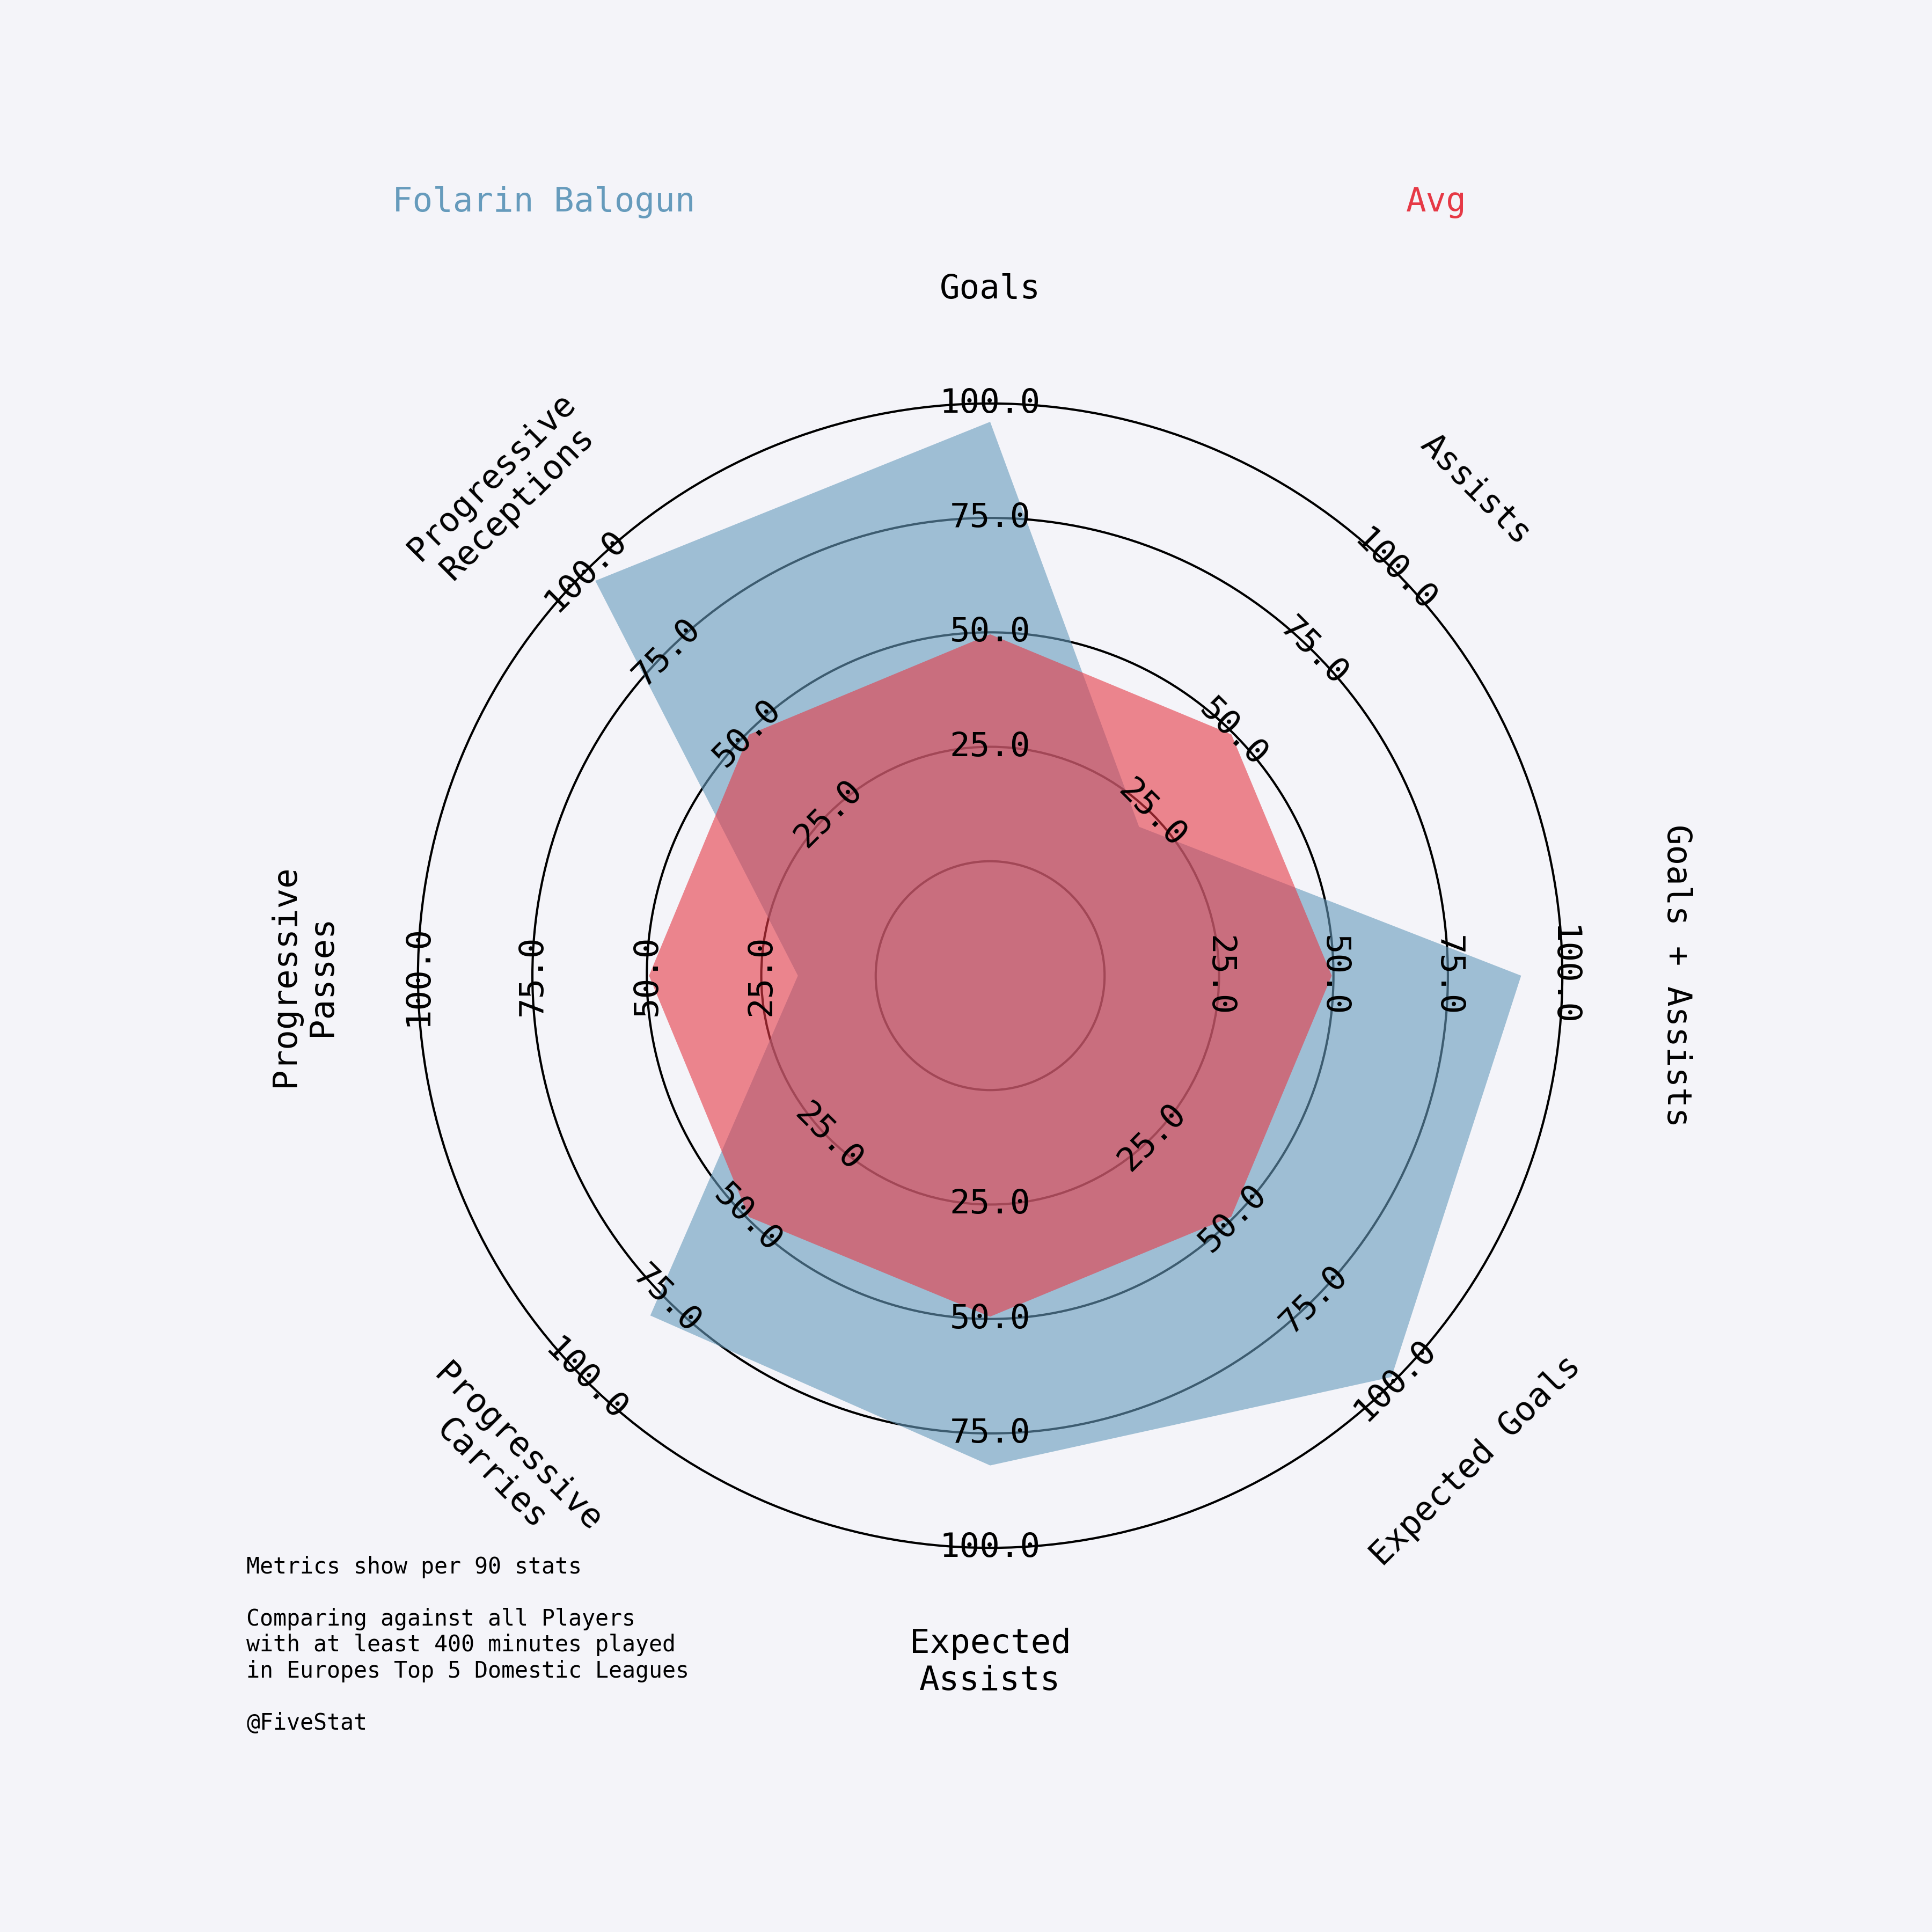 Folarin Balogun
Avg
Goals
Assists
Goals + Assists
Expected Goals
Expected
Assists
Progressive
Carries
Progressive
Passes
Progressive
Receptions
25.0
50.0
75.0
100.0
25.0
50.0
75.0
100.0
25.0
50.0
75.0
100.0
25.0
50.0
75.0
100.0
25.0
50.0
75.0
100.0
25.0
50.0
75.0
100.0
25.0
50.0
75.0
100.0
25.0
50.0
75.0
100.0
Metrics show per 90 stats
Comparing against all Players
with at least 400 minutes played
in Europes Top 5 Domestic Leagues
@FiveStat